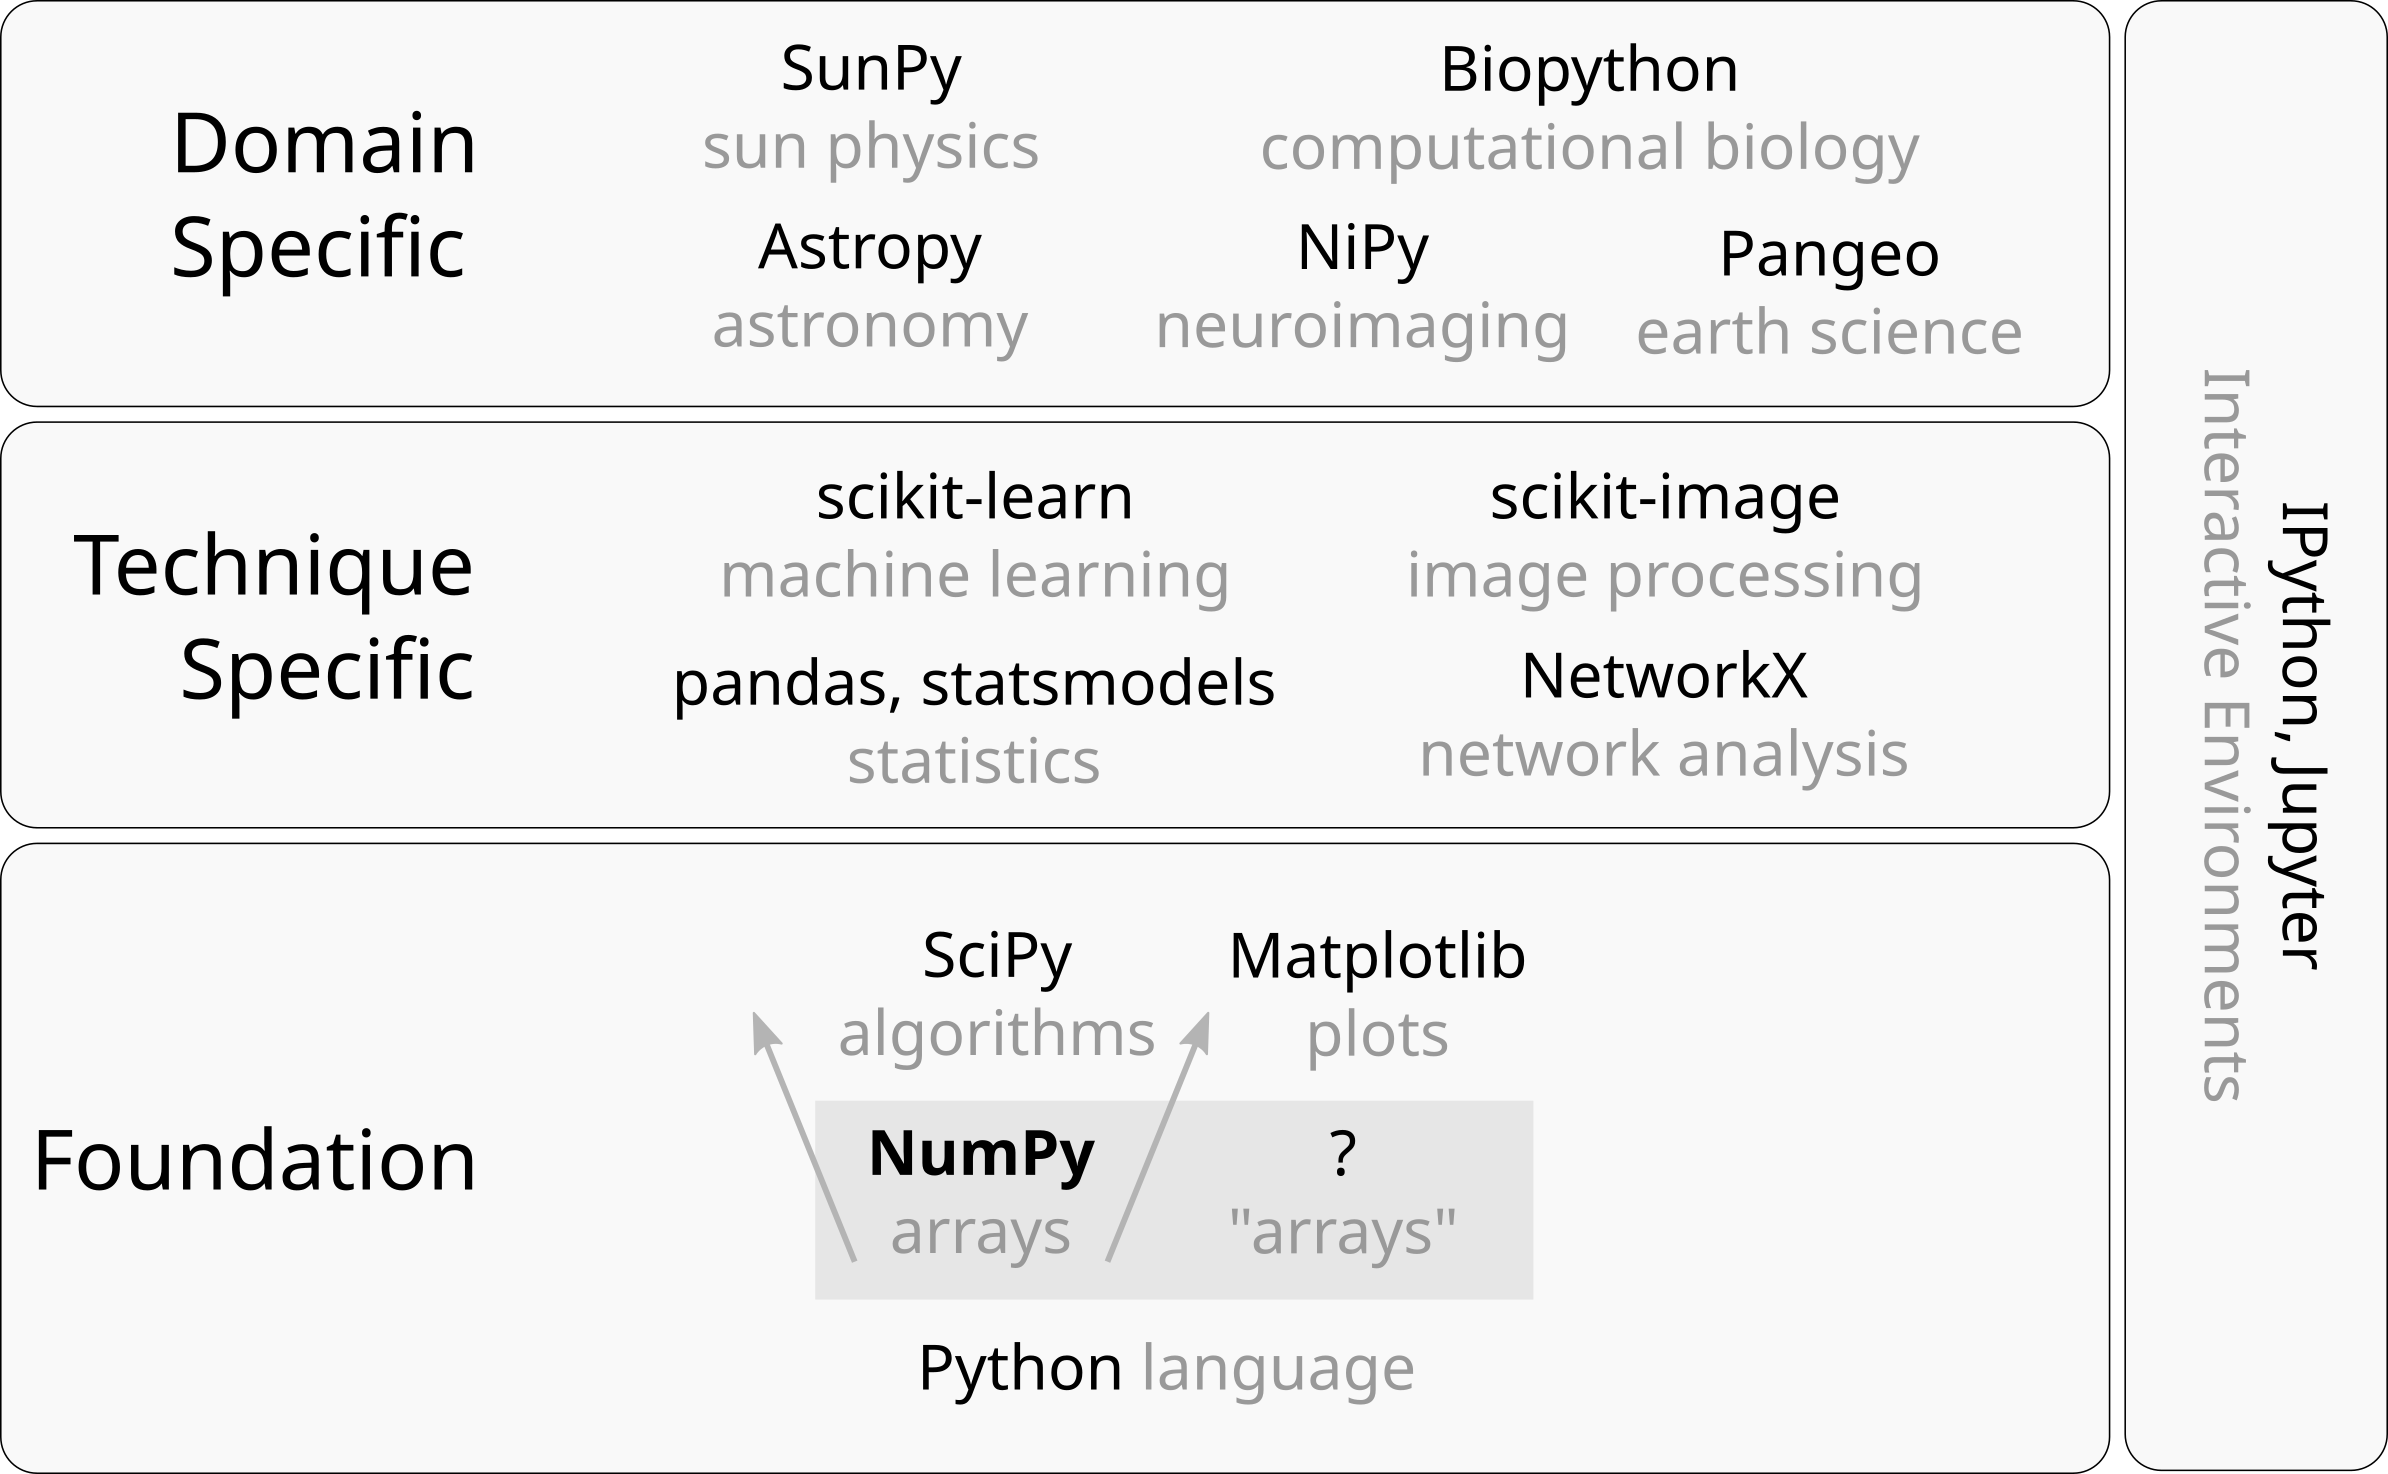 Domain
Specific
SunPy
sun physics
Biopython
computational biology
Astropy
astronomy
NiPy
neuroimaging
Pangeo
earth science
Technique
Specific
scikit-learn
machine learning
scikit-image
image processing
pandas, statsmodels
statistics
NetworkX
network analysis
Foundation
SciPy
algorithms
Matplotlib
plots
NumPy
arrays
?
"arrays"
Python language
IPython, Jupyter
Interactive Environments